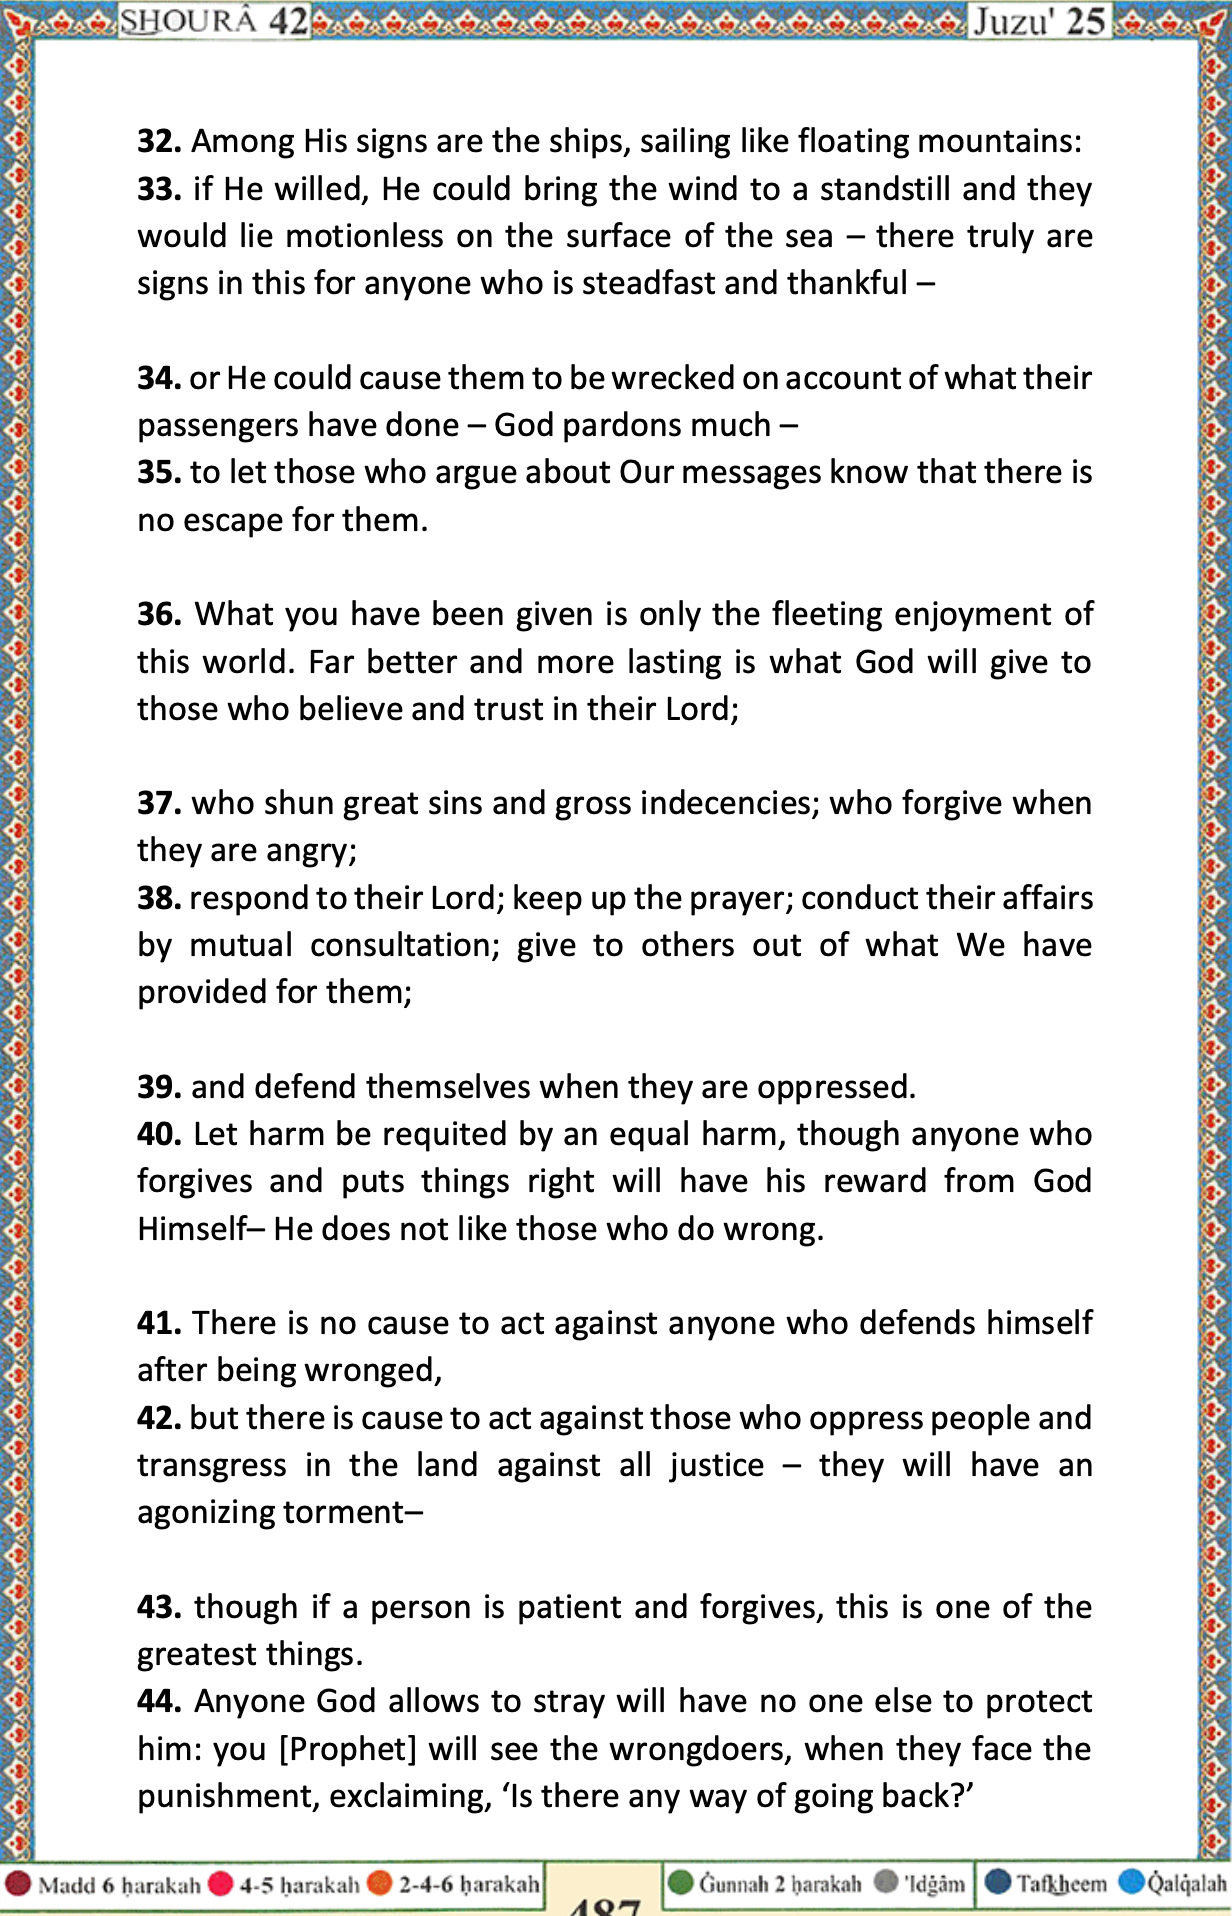 SHOURÂ 42
Juzu' 25
32. Among His signs are the ships, sailing like floating mountains:
33. if He willed, He could bring the wind to a standstill and they
would lie motionless on the surface of the sea – there truly are
signs in this for anyone who is steadfast and thankful –
34. or He could cause them to be wrecked on account of what their
passengers have done – God pardons much –
35. to let those who argue about Our messages know that there is
no escape for them.
36. What you have been given is only the fleeting enjoyment of
this world. Far better and more lasting is what God will give to
those who believe and trust in their Lord;
37. who shun great sins and gross indecencies; who forgive when
they are angry;
38. respond to their Lord; keep up the prayer; conduct their affairs
by mutual consultation; give to others out of what We have
provided for them;
39. and defend themselves when they are oppressed.
40. Let harm be requited by an equal harm, though anyone who
forgives and puts things right will have his reward from God
Himself– He does not like those who do wrong.
41. There is no cause to act against anyone who defends himself
after being wronged,
42. but there is cause to act against those who oppress people and
transgress in the land against all justice – they will have an
agonizing torment–
43. though if a person is patient and forgives, this is one of the
greatest things.
44. Anyone God allows to stray will have no one else to protect
him: you [Prophet] will see the wrongdoers, when they face the
punishment, exclaiming, ‘Is there any way of going back?’
Madd 6 ḥarakah 4-5 ḥarakah 2-4-6 ḥarakah
487
Ġunnah 2 ḥarakah 'Idġâm Tafkheem Q̇alq̇alah